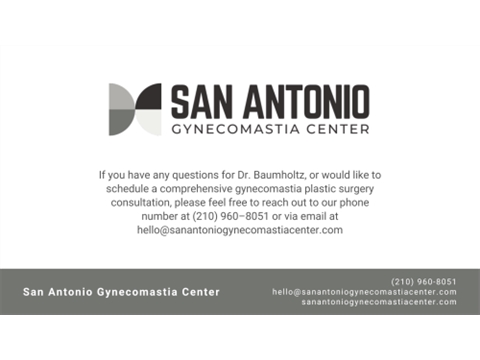 SAN ANTONIO
GYNECOMASTIA CENTER
If you have any questions for Dr. Baumholtz, or would like to
schedule a comprehensive gynecomastia plastic surgery
consultation, please feel free to reach out to our phone
number at (210) 960–8051 or via email at
hello@sanantoniogynecomastiacenter.com
San Antonio Gynecomastia Center
(210) 960-8051
hello@sanantoniogynecomastiacenter.com
sanantoniogynecomastiacenter.com